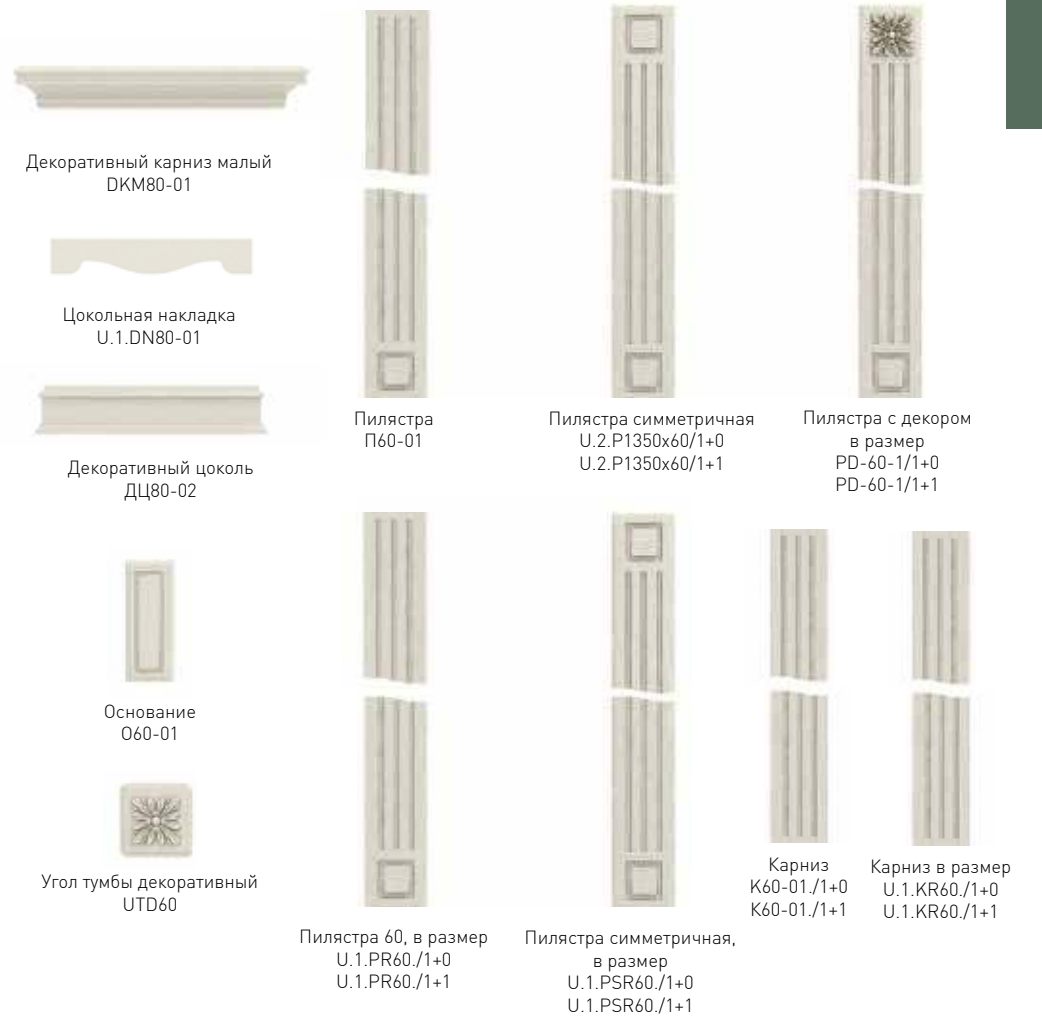 Декоративный карниз малый
DKM80-01
Цокольная накладка
U.1.DN80-01
Декоративный цоколь
ДЦ80-02
Пилястра
П60-01
Пилястра симметричная
U.2.P1350x60/1+0
U.2.P1350x60/1+1
Пилястра с декором
в размер
PD-60-1/1+0
PD-60-1/1+1
Основание
О60-01
Угол тумбы декоративный
UTD60
Пилястра 60, в размер
U.1.PR60./1+0
U.1.PR60./1+1
Пилястра симметричная,
в размер
U.1.PSR60./1+0
U.1.PSR60./1+1
Карниз
K60-01./1+0
K60-01./1+1
Карниз в размер
U.1.KR60./1+0
U.1.KR60./1+1